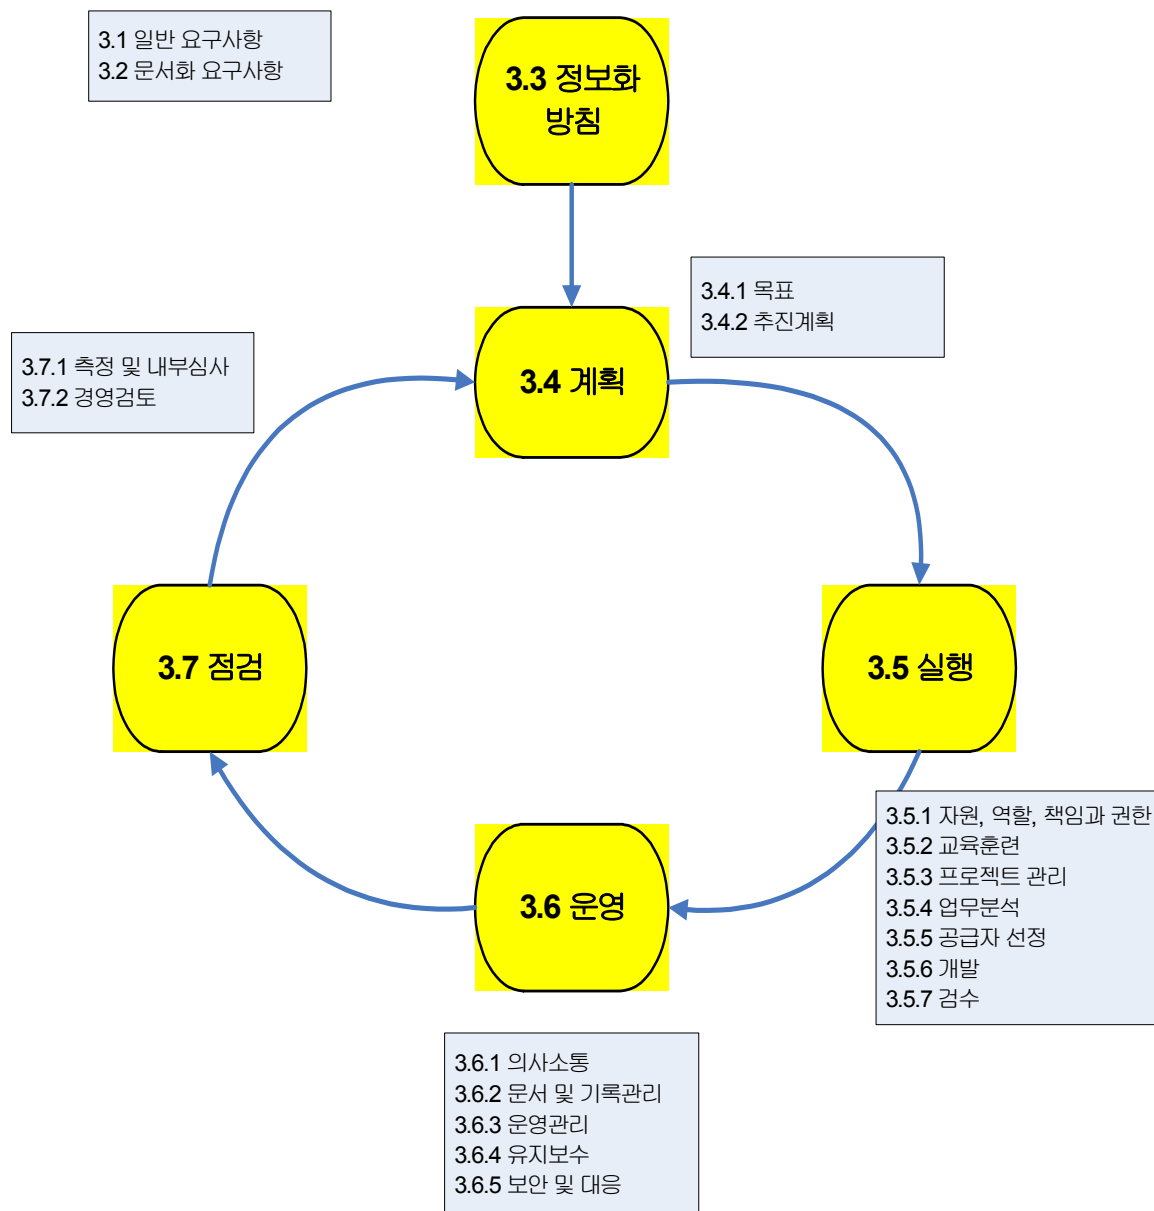 3.1 일반 요구사항
3.2 문서화 요구사항
3.3 정보화
방침
3.4.1 목표
3.4.2 추진계획
3.7.1 측정 및 내부심사
3.7.2 경영검토
3.4 계획
3.7 점검
3.5 실행
3.5.1 자원, 역할, 책임과 권한
3.5.2 교육훈련
3.5.3 프로젝트 관리
3.5.4 업무분석
3.5.5 공급자 선정
3.5.6 개발
3.5.7 검수
3.6 운영
3.6.1 의사소통
3.6.2 문서 및 기록관리
3.6.3 운영관리
3.6.4 유지보수
3.6.5 보안 및 대응